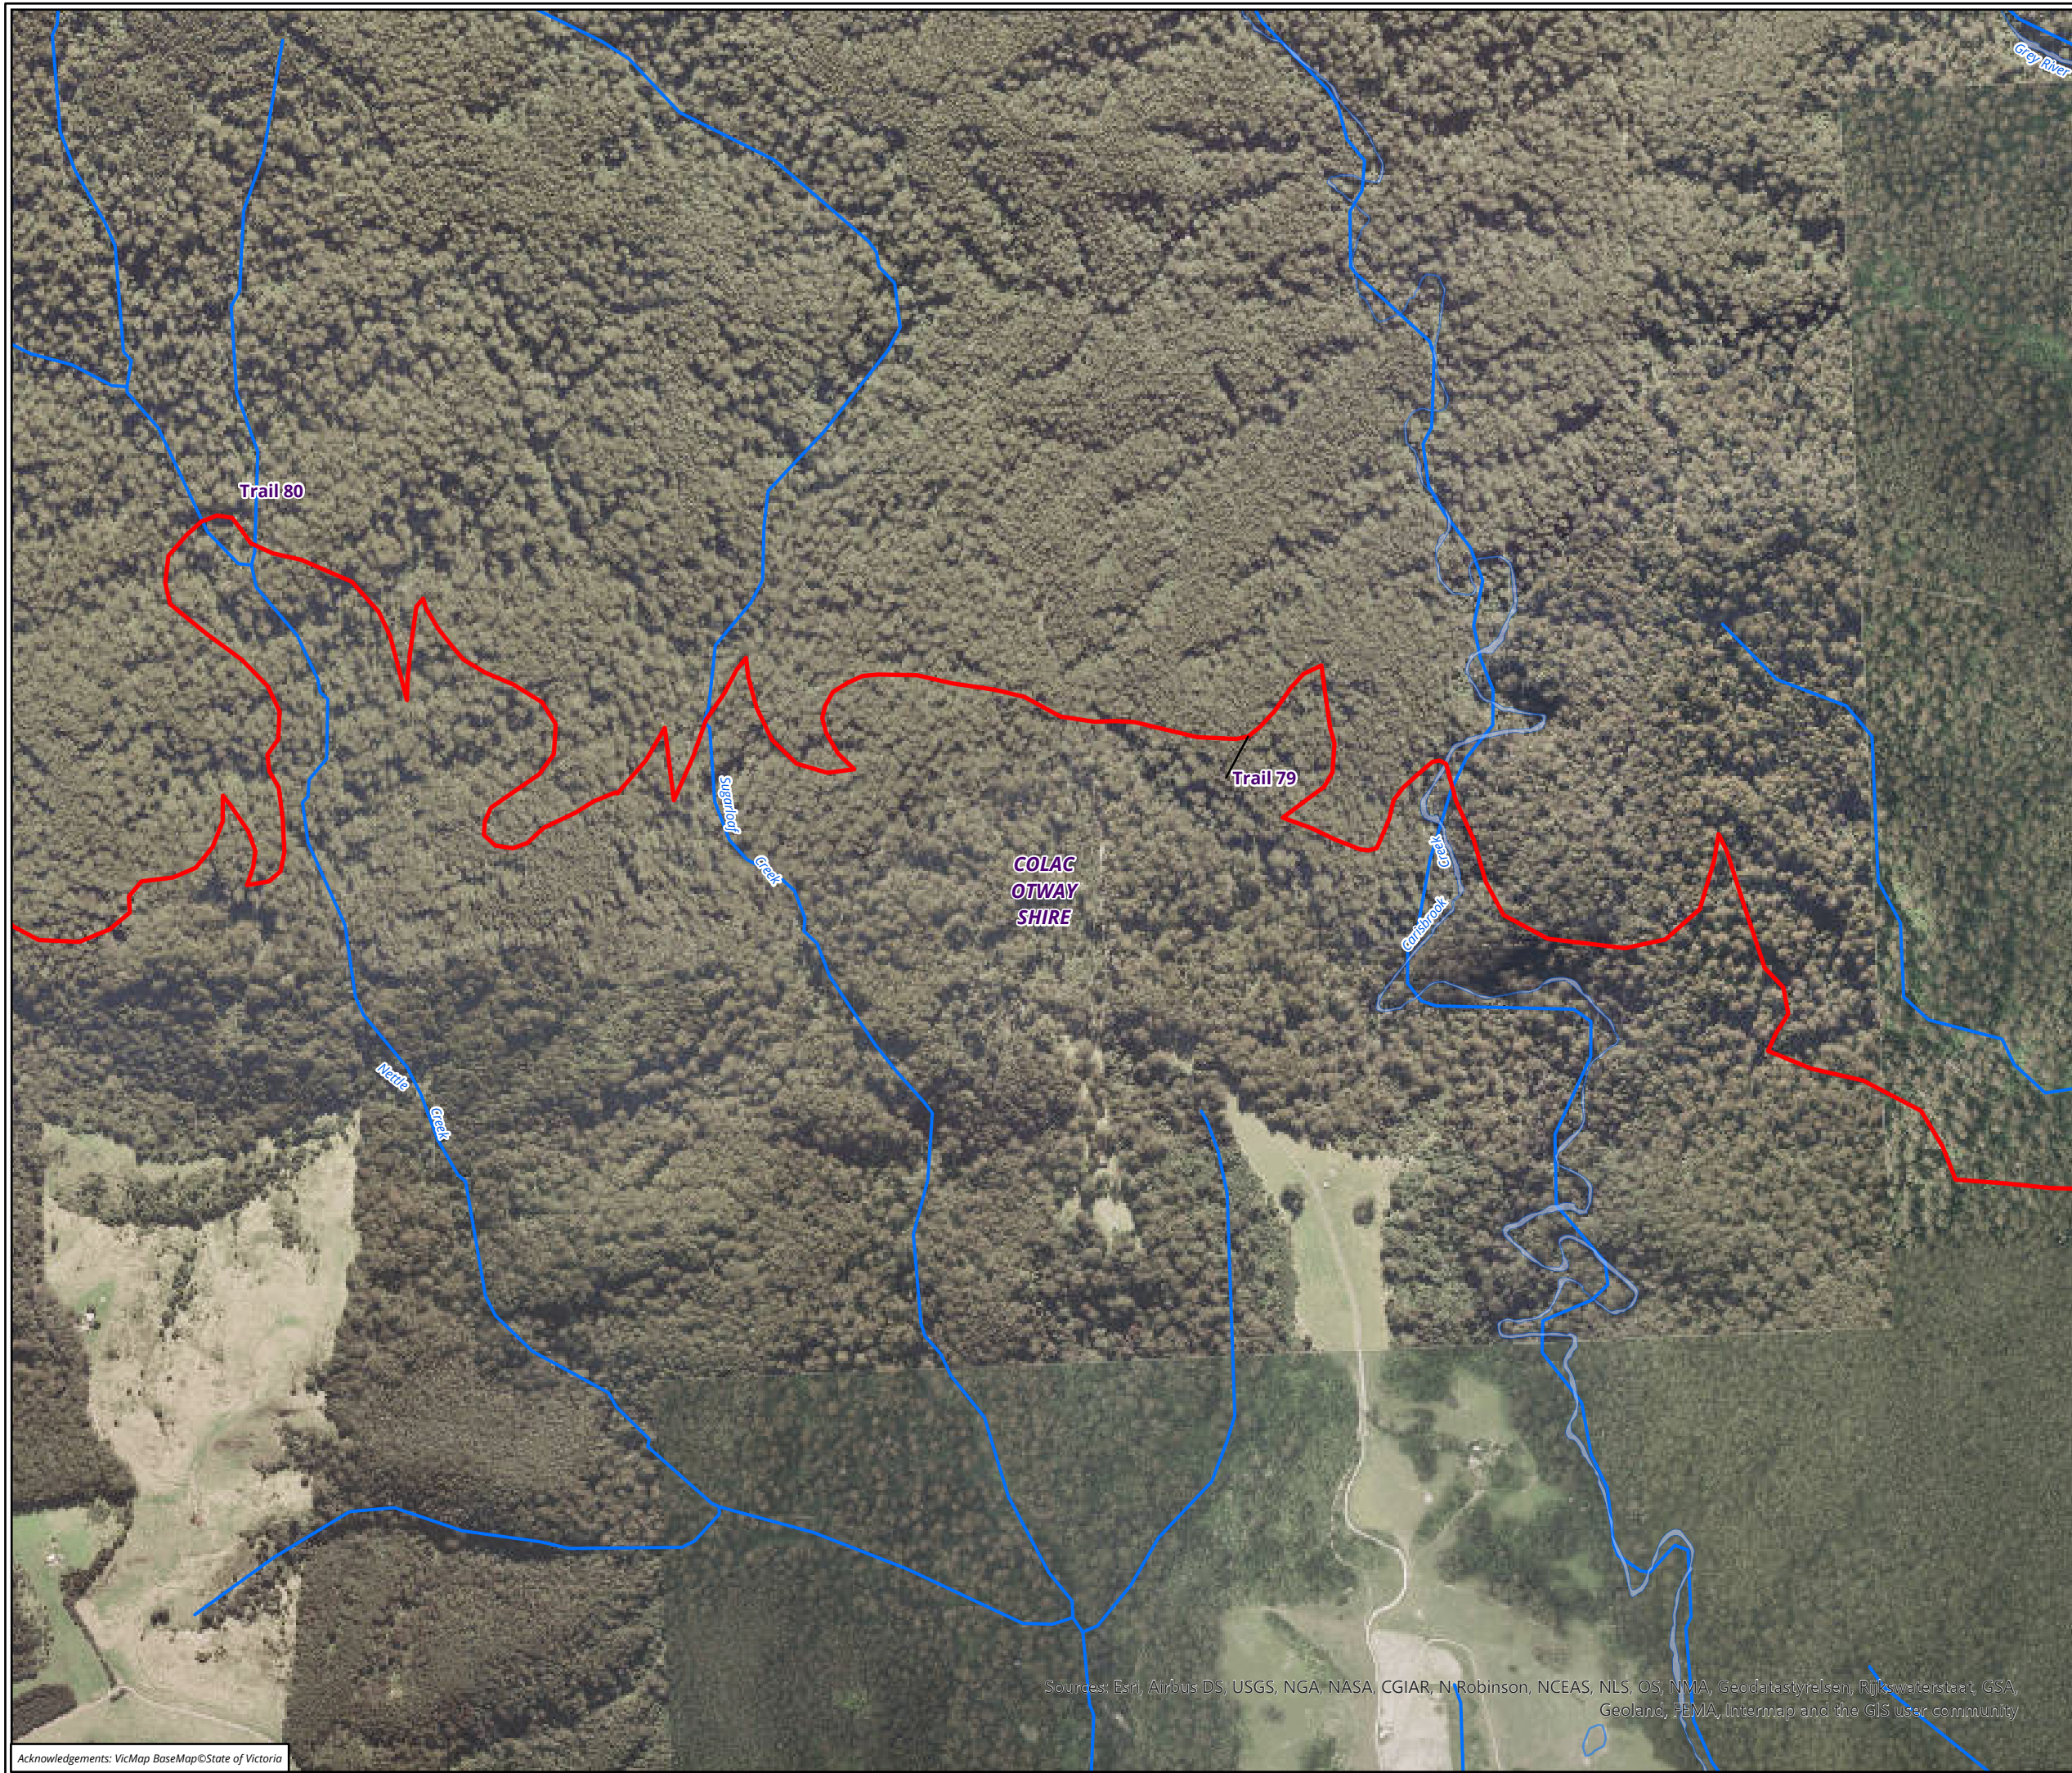 Grey River
Trail 80
Sugarloaf
Creek
Trail 79
COLAC
OTWAY
SHIRE
Creek
Carisbrook
Nettle
Creek
Sources: Esri, Airbus DS, USGS, NGA, NASA, CGIAR, N Robinson, NCEAS, NLS, OS, NMA, Geodatastyrelsen, Rijkswaterstaat, GSA,
Geoland, FEMA, Intermap and the GIS user community
Acknowledgements: VicMap BaseMap©State of Victoria